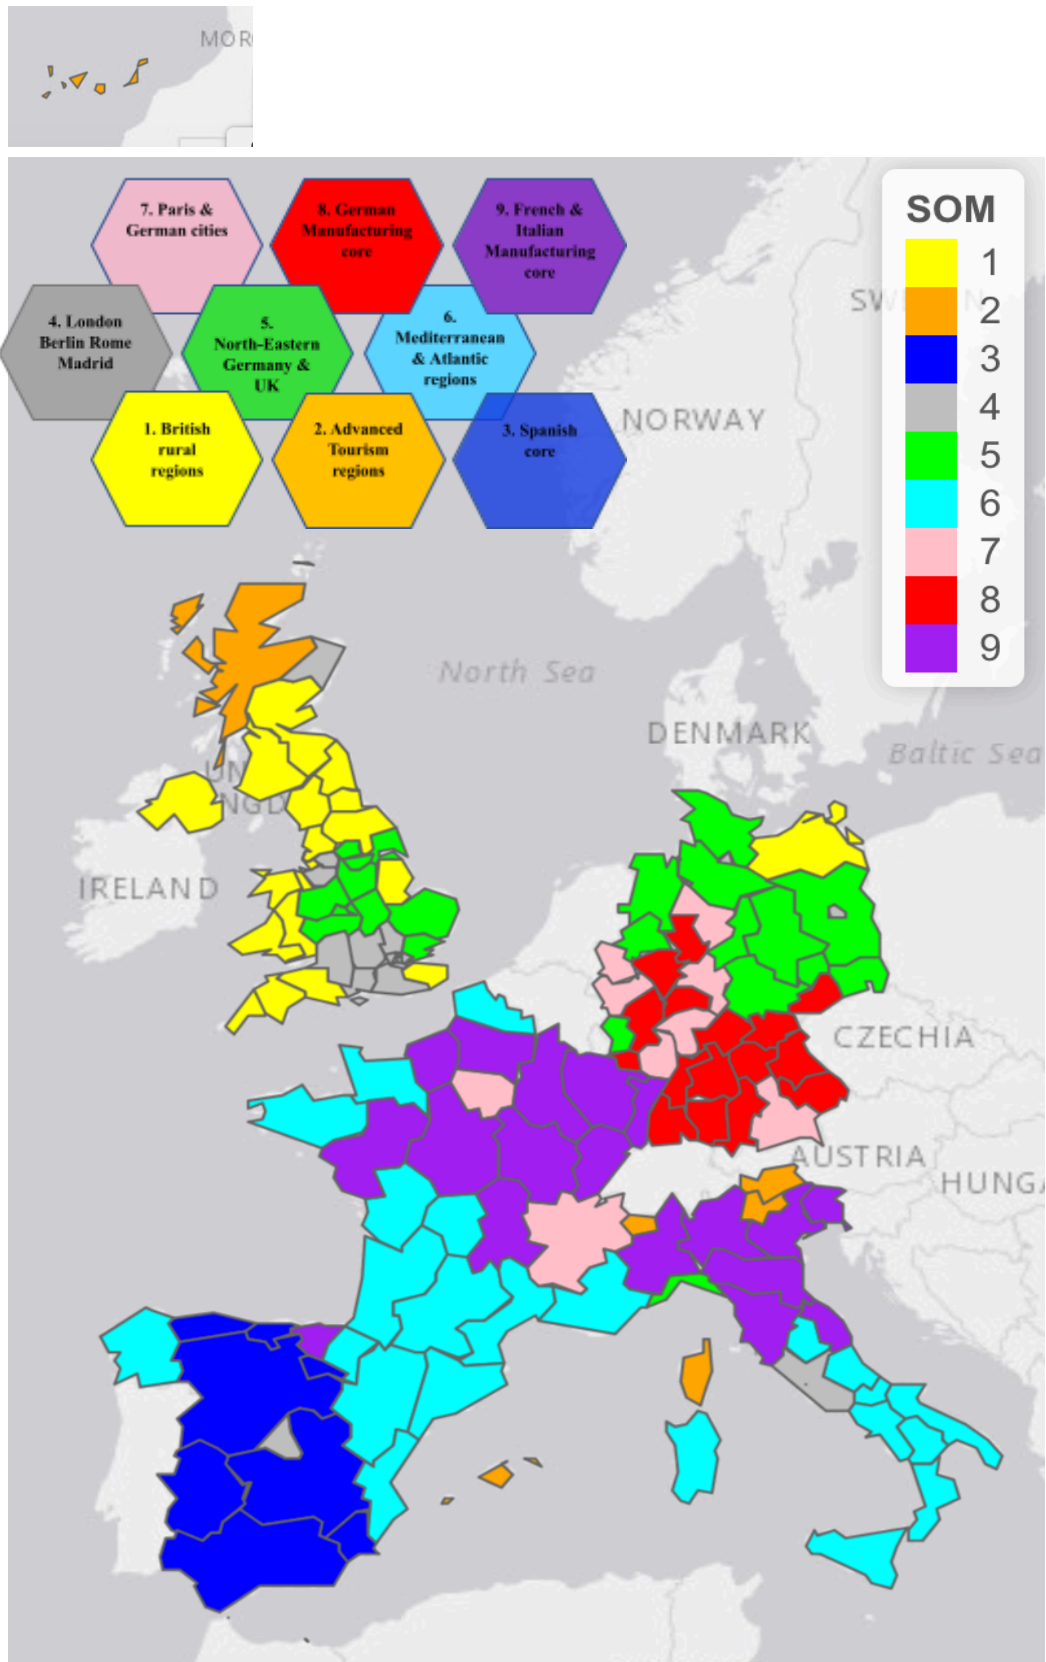 MOR
7. Paris &
German cities
8. German
Manufacturing
core
9. French &
Italian
Manufacturing
core
4. London
Berlin Rome
Madrid
5.
North-Eastern
Germany &
UK
6.
Mediterranean
& Atlantic
regions
1. British
rural
regions
2. Advanced
Tourism
regions
3. Spanish
core
SOM
1
2
3
4
5
6
7
8
9
NORWAY
North Sea
DENMARK
Baltic Sea
UN
NGD
IRELAND
CZECHIA
AUSTRIA
HUNGA